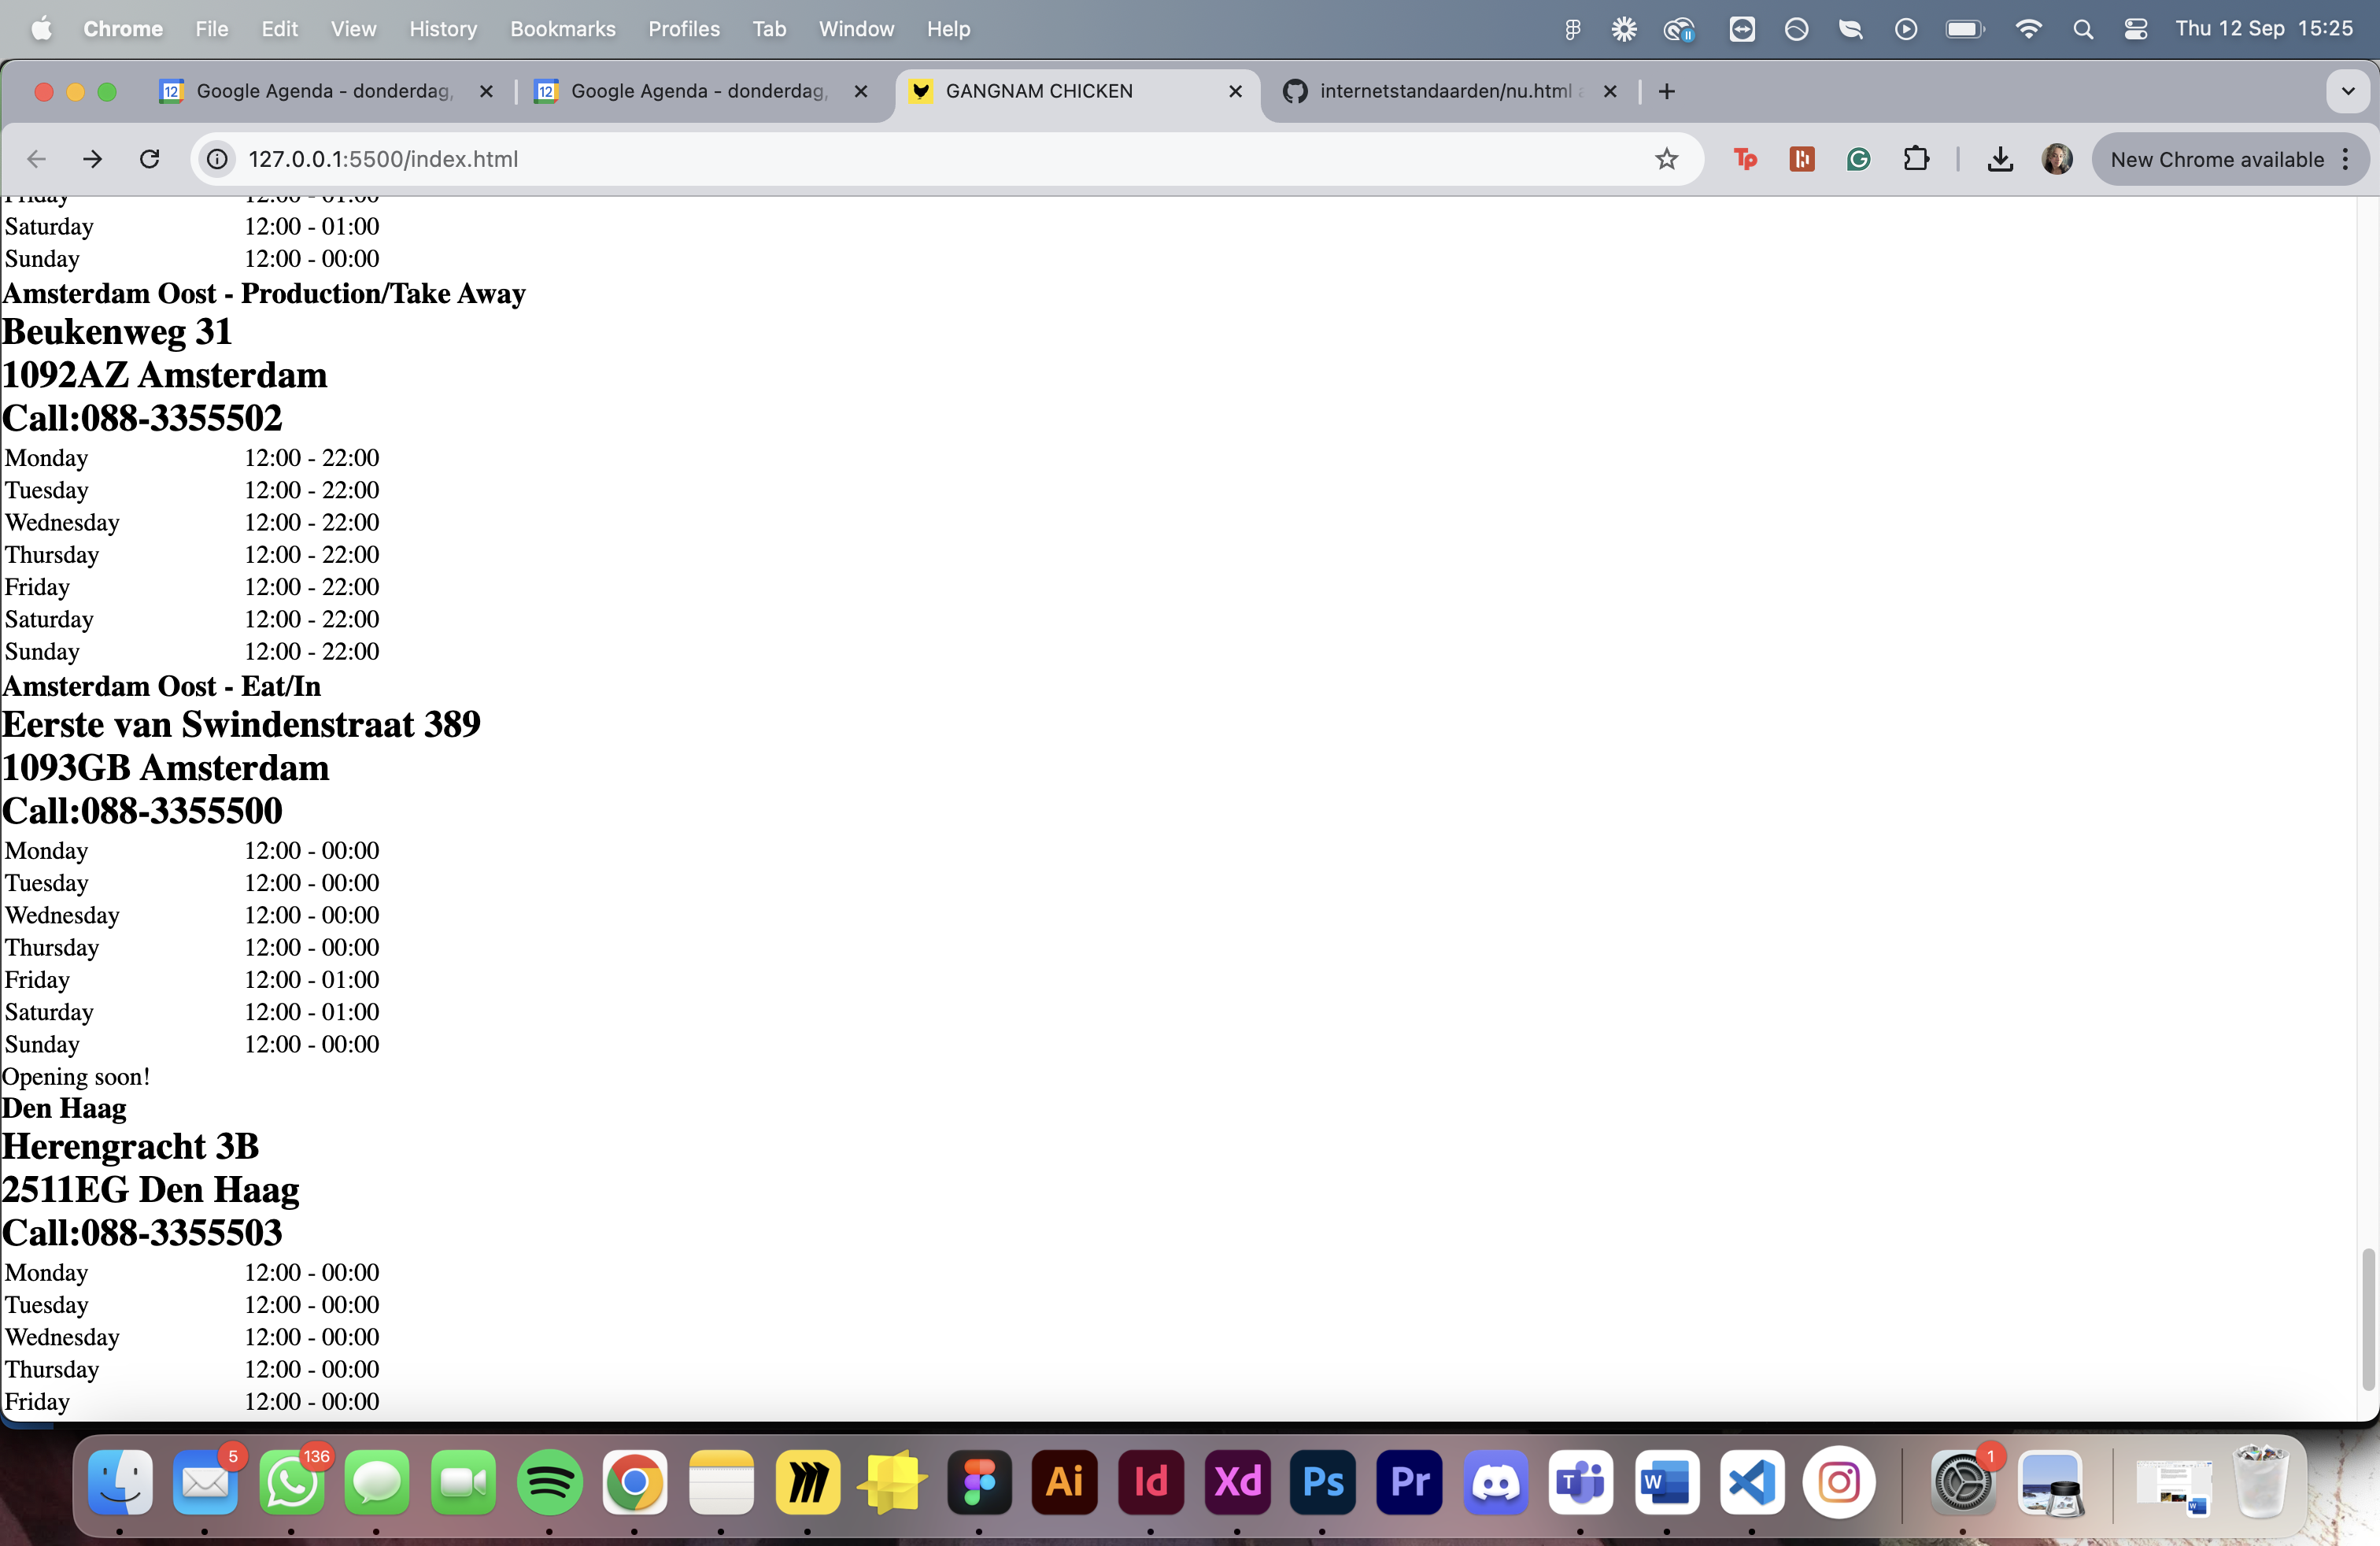 Chrome File Edit View History Bookmarks Profiles Tab Window Help Thu 12 Sep 15:25
12 Google Agenda - donderdag, 12 Google Agenda - donderdag, GANGNAM CHICKEN internetstandaarden/nu.html
127.0.0.1:5500/index.html Tp New Chrome available
Friday 12:00 - 01:00
Saturday 12:00 - 01:00
Sunday 12:00 - 00:00
Amsterdam Oost - Production/Take Away
Beukenweg 31
1092AZ Amsterdam
Call:088-3355502
Monday 12:00 - 22:00
Tuesday 12:00 - 22:00
Wednesday 12:00 - 22:00
Thursday 12:00 - 22:00
Friday 12:00 - 22:00
Saturday 12:00 - 22:00
Sunday 12:00 - 22:00
Amsterdam Oost - Eat/In
Eerste van Swindenstraat 389
1093GB Amsterdam
Call:088-3355500
Monday 12:00 - 00:00
Tuesday 12:00 - 00:00
Wednesday 12:00 - 00:00
Thursday 12:00 - 00:00
Friday 12:00 - 01:00
Saturday 12:00 - 01:00
Sunday 12:00 - 00:00
Opening soon!
Den Haag
Herengracht 3B
2511EG Den Haag
Call:088-3355503
Monday 12:00 - 00:00
Tuesday 12:00 - 00:00
Wednesday 12:00 - 00:00
Thursday 12:00 - 00:00
Friday 12:00 - 00:00
5 136 Ai Id Xd Ps Pr T W 1